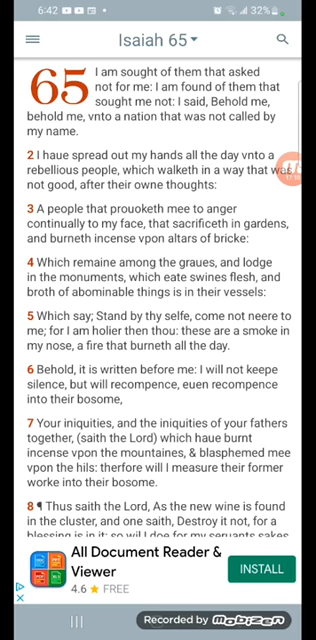 6:42 32%
Isaiah 65
65 I am sought of them that asked
not for me: I am found of them that
sought me not: I said, Behold me,
behold me, vnto a nation that was not called by
my name.
2 I haue spread out my hands all the day vnto a
rebellious people, which walketh in a way that was
not good, after their owne thoughts:
3 A people that prouoketh mee to anger
continually to my face, that sacrificeth in gardens,
and burneth incense vpon altars of bricke:
4 Which remaine among the graues, and lodge
in the monuments, which eate swines flesh, and
broth of abominable things is in their vessels:
5 Which say; Stand by thy selfe, come not neere to
me; for I am holier then thou: these are a smoke in
my nose, a fire that burneth all the day.
6 Behold, it is written before me: I will not keepe
silence, but will recompence, euen recompence
into their bosome,
7 Your iniquities, and the iniquities of your fathers
together, (saith the Lord) which haue burnt
incense vpon the mountaines, & blasphemed mee
vpon the hils: therfore will I measure their former
worke into their bosome.
8 ¶ Thus saith the Lord, As the new wine is found
in the cluster, and one saith, Destroy it not, for a
blessing is in it: so wil I doe for my seruants sakes
All Document Reader &
Viewer
4.6 ★ FREE
INSTALL
Recorded by Mobizen